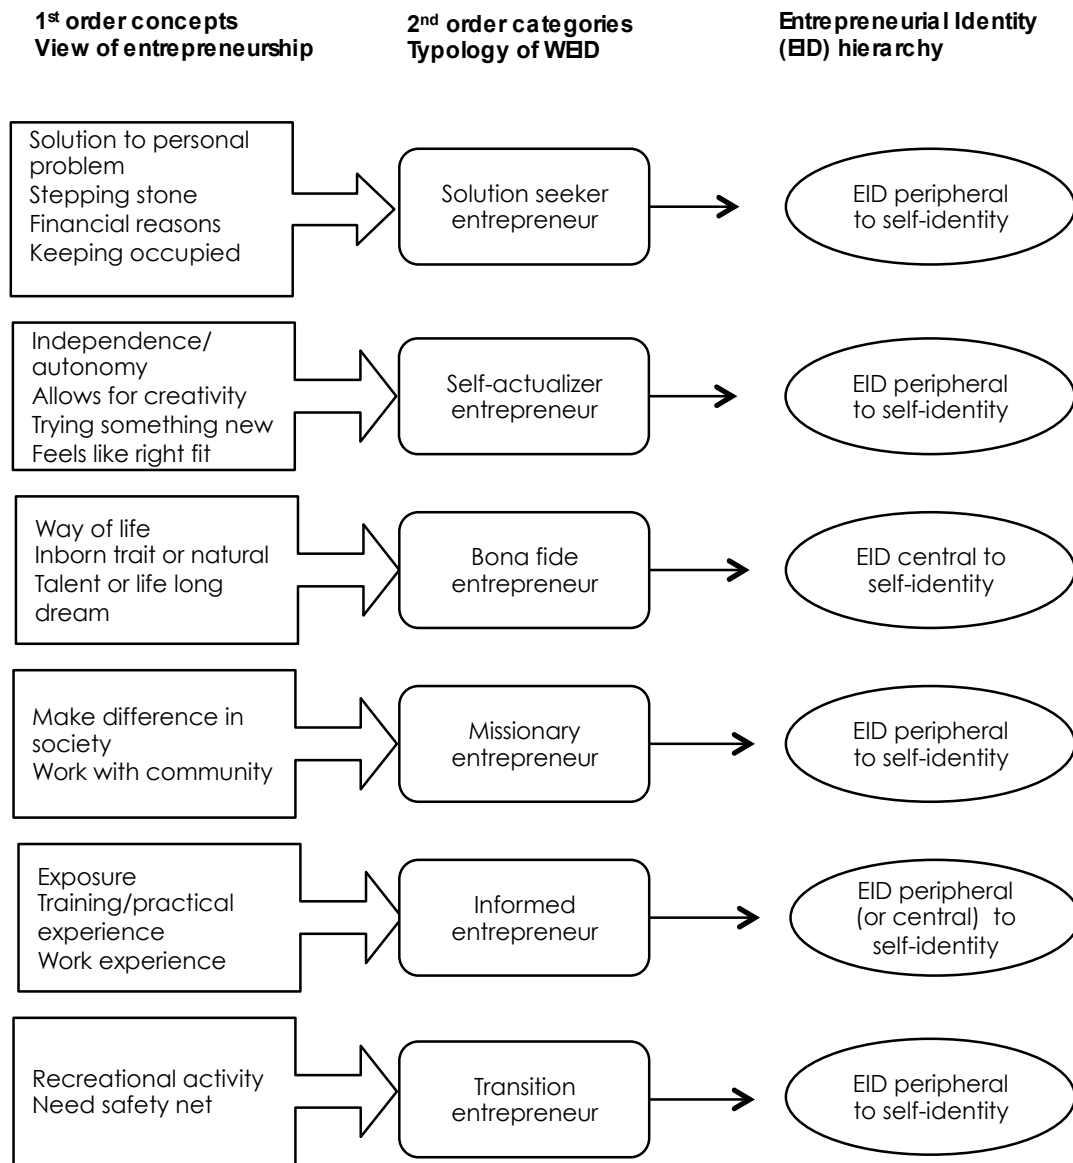 1st order concepts
View of entrepreneurship
2nd order categories
Typology of WEID
Entrepreneurial Identity
(EID) hierarchy
Solution to personal
problem
Stepping stone
Financial reasons
Keeping occupied
Solution seeker
entrepreneur
EID peripheral
to self-identity
Independence/
autonomy
Allows for creativity
Trying something new
Feels like right fit
Self-actualizer
entrepreneur
EID peripheral
to self-identity
Way of life
Inborn trait or natural
Talent or life long
dream
Bona fide
entrepreneur
EID central to
self-identity
Make difference in
society
Work with community
Missionary
entrepreneur
EID peripheral
to self-identity
Exposure
Training/practical
experience
Work experience
Informed
entrepreneur
EID peripheral
(or central) to
self-identity
Recreational activity
Need safety net
Transition
entrepreneur
EID peripheral
to self-identity